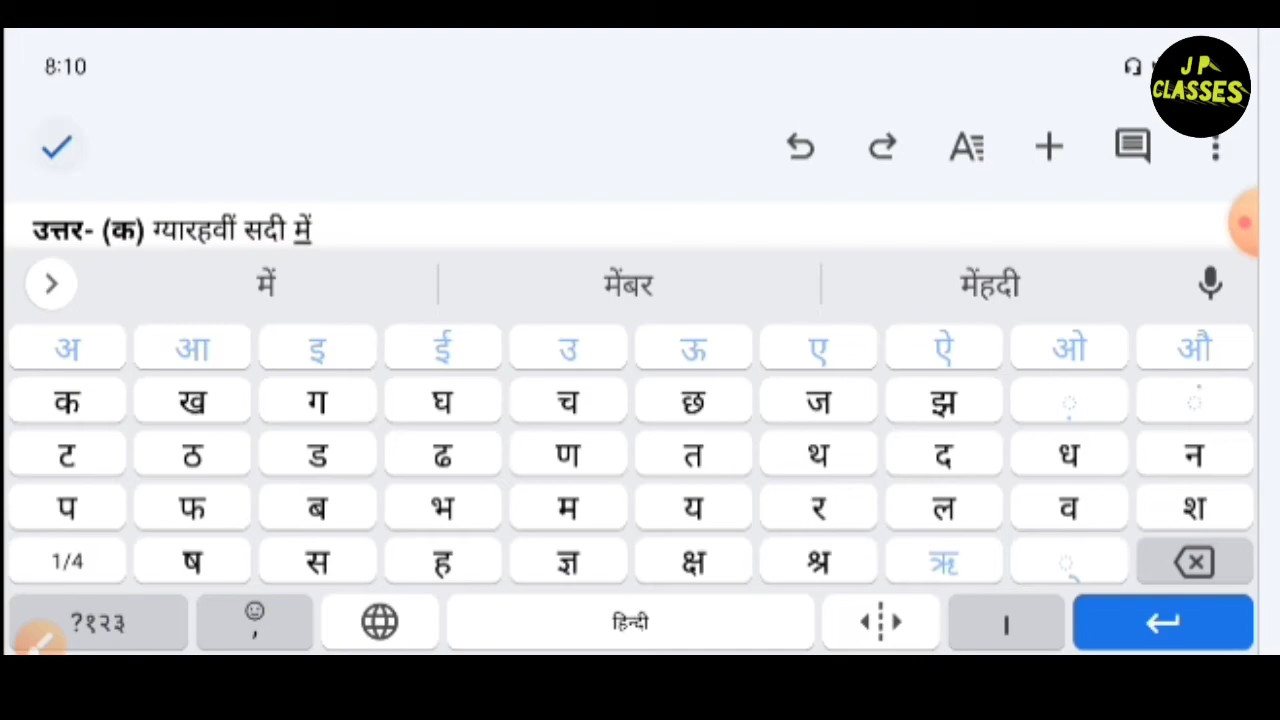 8:10
J P
CLASSES
उत्तर- (क) ग्यारहवीं सदी में
में मेंबर मेंहदी
अ आ इ ई उ ऊ ए ऐ ओ औ
क ख ग घ च छ ज झ ़ ं
ट ठ ड ढ ण त थ द ध न
प फ ब भ म य र ल व श
1/4 ष स ह ज्ञ क्ष श्र ऋ ्
?१२३ , हिन्दी ।